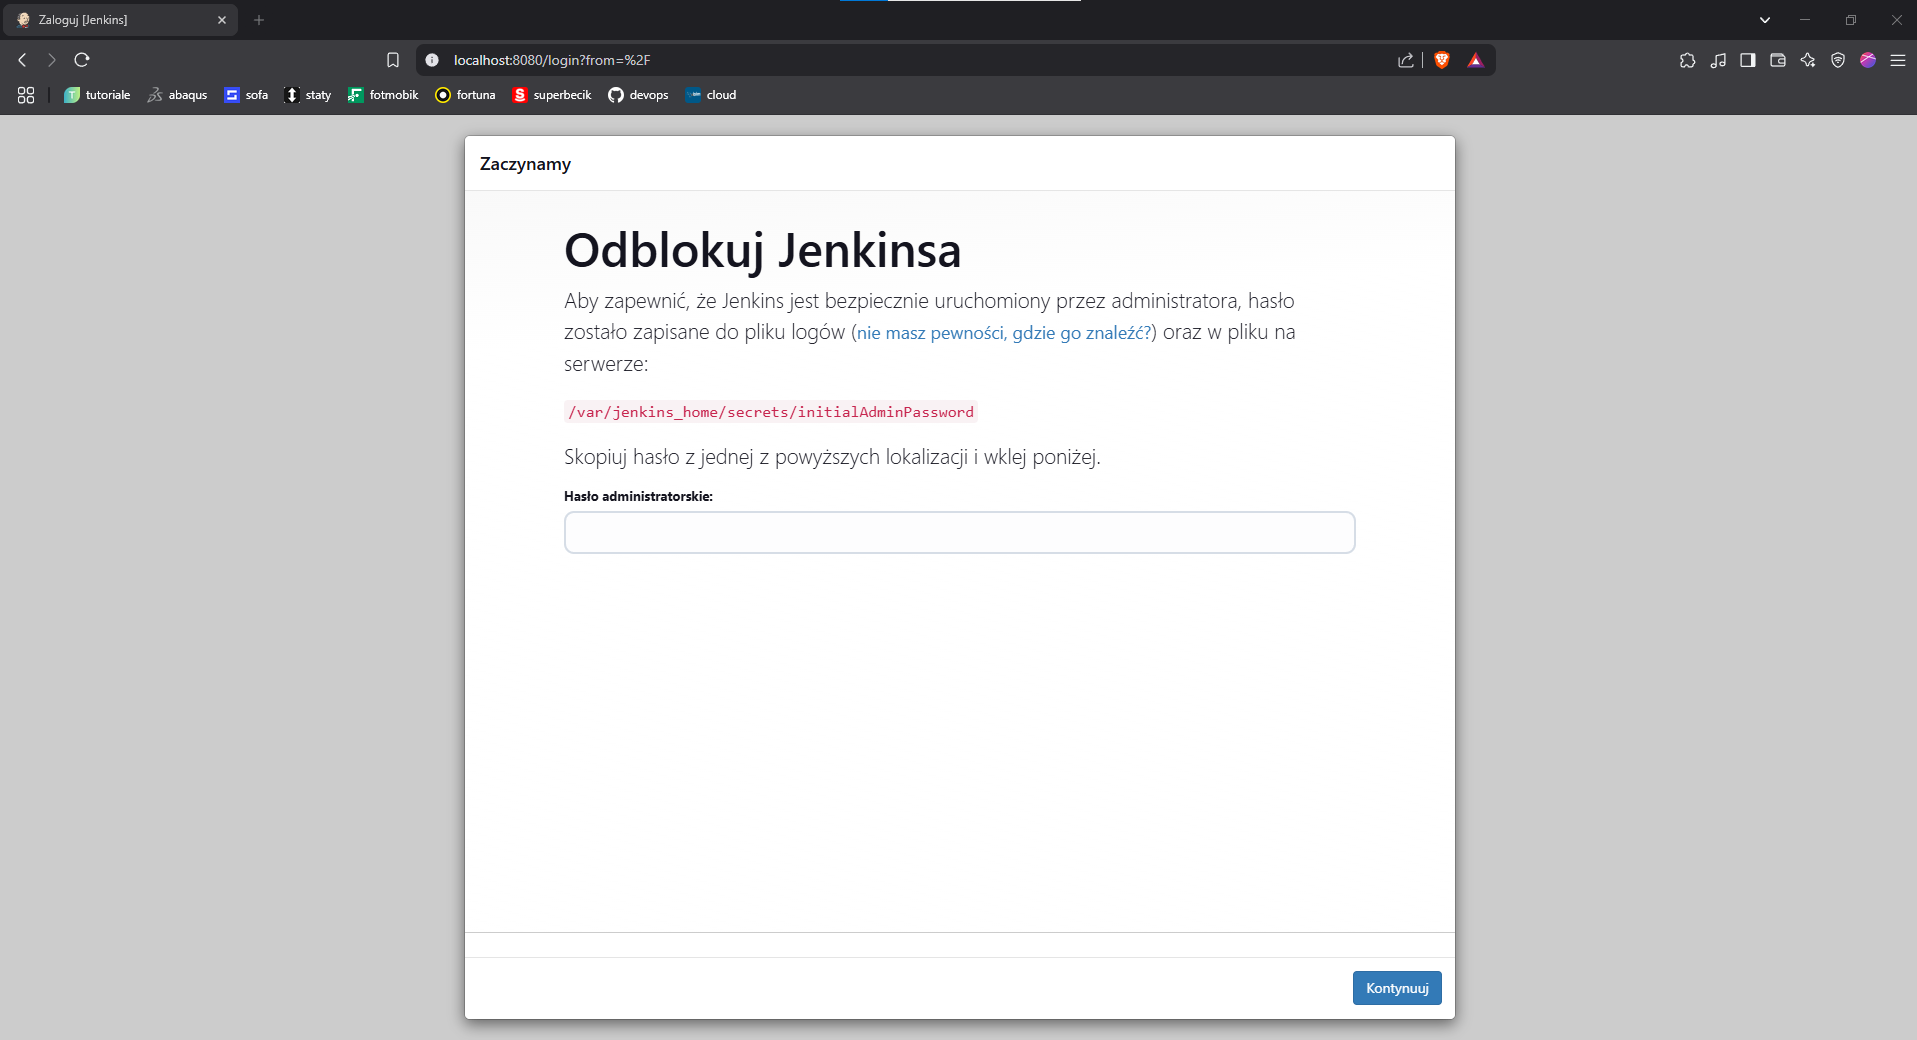 Zaloguj [Jenkins]
localhost:8080/login?from=%2F
tutoriale abaqus sofa staty fotmobik fortuna superbecik devops cloud
Zaczynamy
Odblokuj Jenkinsa
Aby zapewnić, że Jenkins jest bezpiecznie uruchomiony przez administratora, hasło
zostało zapisane do pliku logów (nie masz pewności, gdzie go znaleźć?) oraz w pliku na
serwerze:
/var/jenkins_home/secrets/initialAdminPassword
Skopiuj hasło z jednej z powyższych lokalizacji i wklej poniżej.
Hasło administratorskie:
Kontynuuj